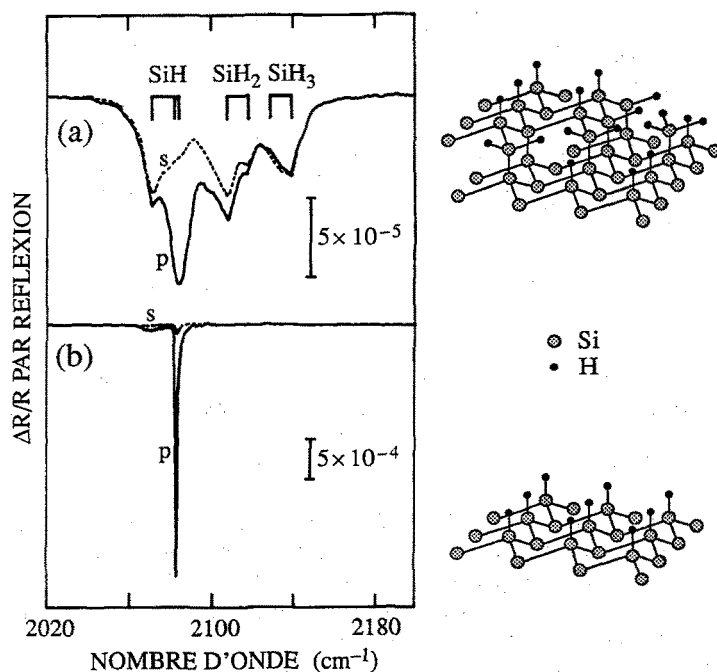 SiH
SiH₂
SiH₃
(a)
s
5×10⁻⁵
p
s
(b)
p
5×10⁻⁴
ΔR/R PAR REFLEXION
2020
2100
2180
NOMBRE D'ONDE (cm⁻¹)
Si
H